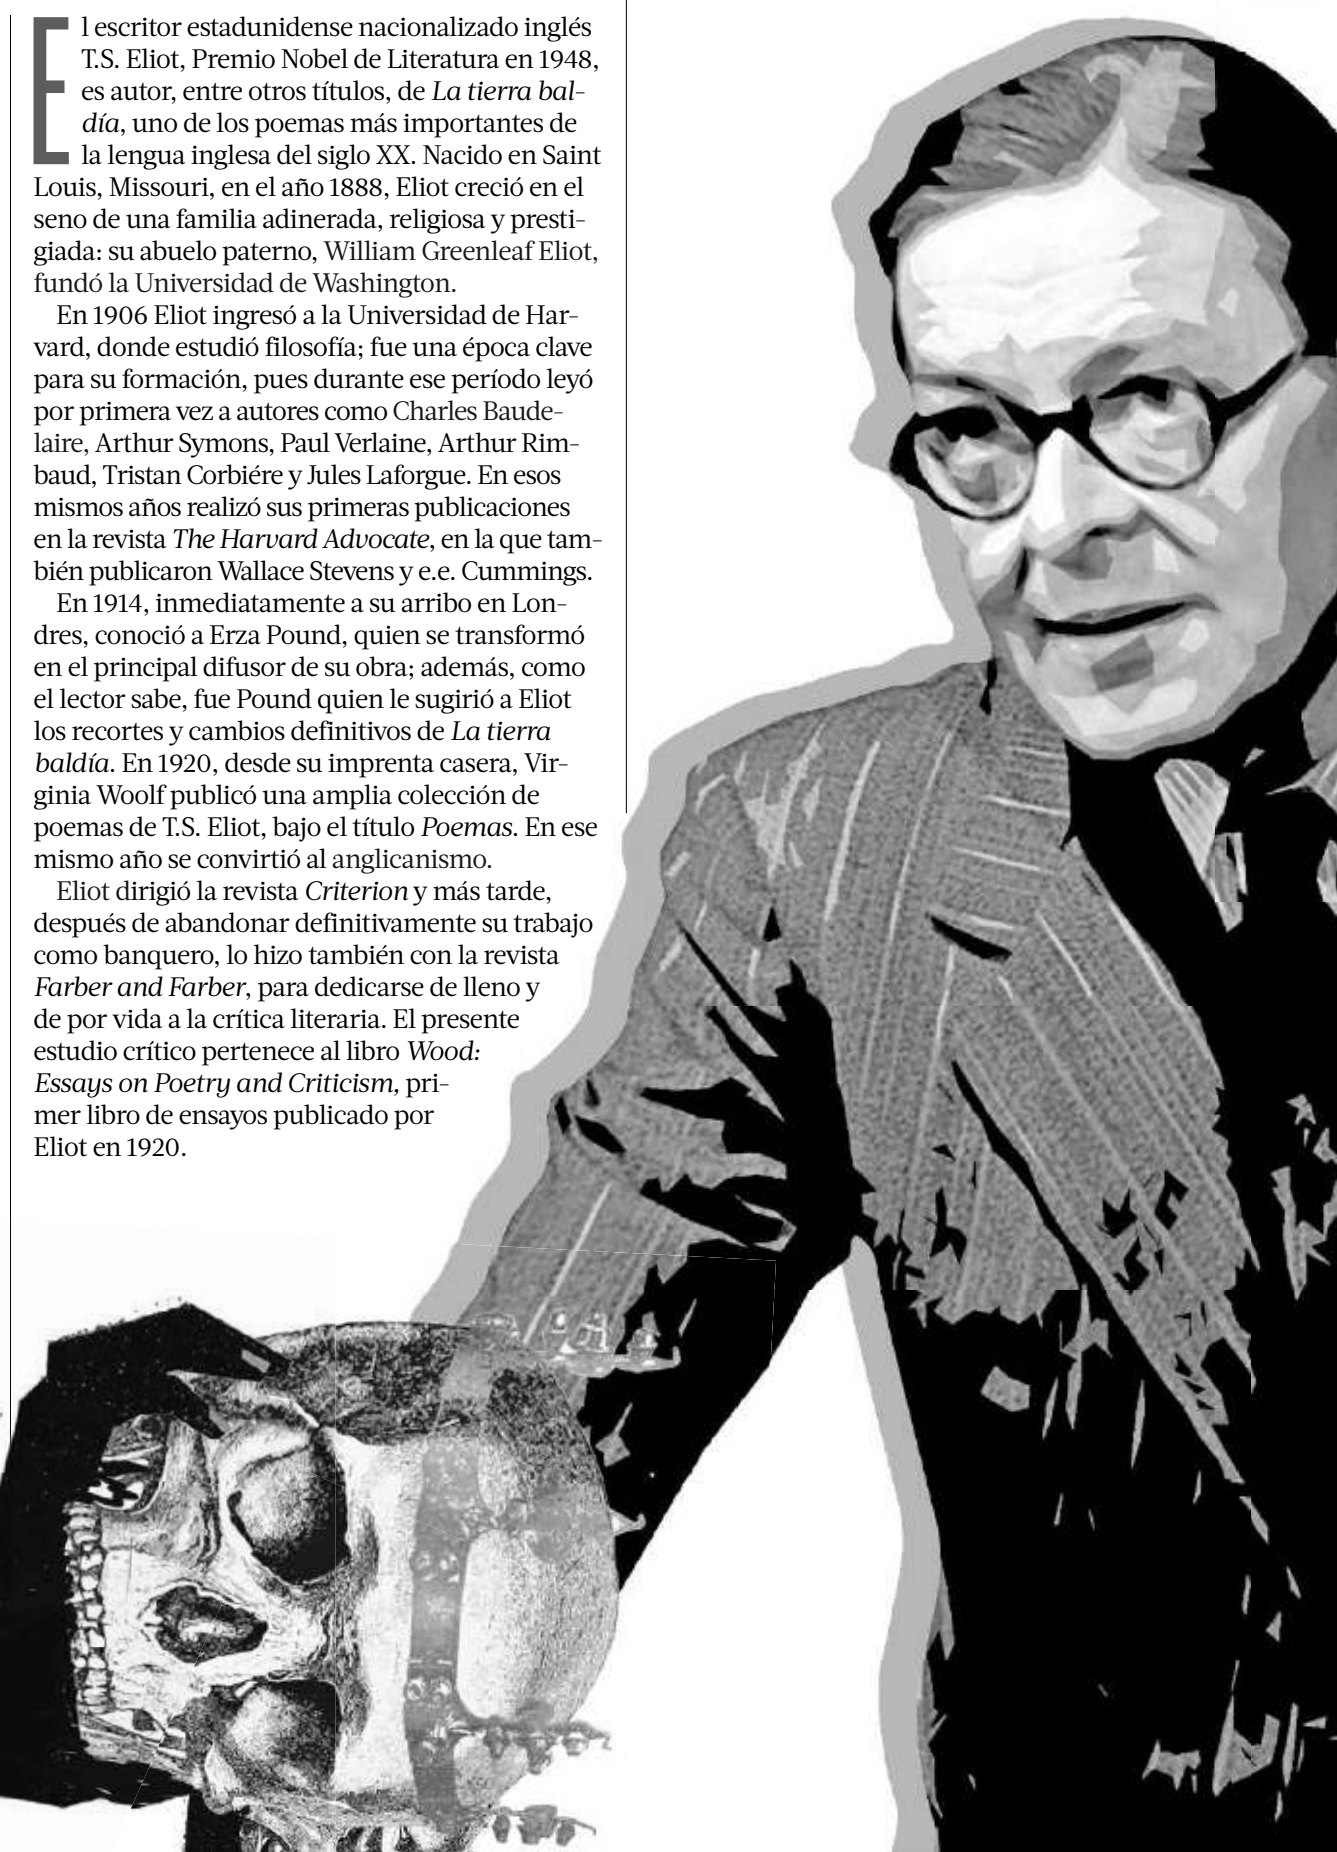 El escritor estadunidense nacionalizado inglés
T.S. Eliot, Premio Nobel de Literatura en 1948,
es autor, entre otros títulos, de La tierra bal-
día, uno de los poemas más importantes de
la lengua inglesa del siglo XX. Nacido en Saint
Louis, Missouri, en el año 1888, Eliot creció en el
seno de una familia adinerada, religiosa y presti-
giada: su abuelo paterno, William Greenleaf Eliot,
fundó la Universidad de Washington.
En 1906 Eliot ingresó a la Universidad de Har-
vard, donde estudió filosofía; fue una época clave
para su formación, pues durante ese período leyó
por primera vez a autores como Charles Baude-
laire, Arthur Symons, Paul Verlaine, Arthur Rim-
baud, Tristan Corbiére y Jules Laforgue. En esos
mismos años realizó sus primeras publicaciones
en la revista The Harvard Advocate, en la que tam-
bién publicaron Wallace Stevens y e.e. Cummings.
En 1914, inmediatamente a su arribo en Lon-
dres, conoció a Erza Pound, quien se transformó
en el principal difusor de su obra; además, como
el lector sabe, fue Pound quien le sugirió a Eliot
los recortes y cambios definitivos de La tierra
baldía. En 1920, desde su imprenta casera, Vir-
ginia Woolf publicó una amplia colección de
poemas de T.S. Eliot, bajo el título Poemas. En ese
mismo año se convirtió al anglicanismo.
Eliot dirigió la revista Criterion y más tarde,
después de abandonar definitivamente su trabajo
como banquero, lo hizo también con la revista
Farber and Farber, para dedicarse de lleno y
de por vida a la crítica literaria. El presente
estudio crítico pertenece al libro Wood:
Essays on Poetry and Criticism, pri-
mer libro de ensayos publicado por
Eliot en 1920.